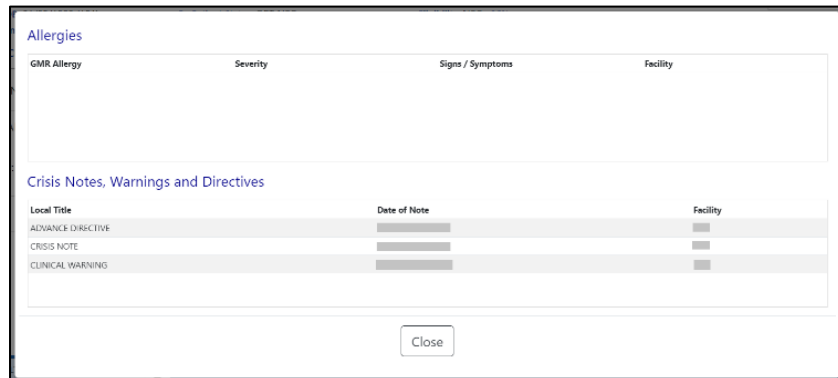 Allergies
GMR Allergy Severity Signs / Symptoms Facility
Crisis Notes, Warnings and Directives
Local Title Date of Note Facility
ADVANCE DIRECTIVE
CRISIS NOTE
CLINICAL WARNING
Close